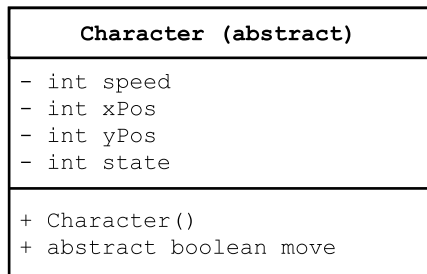 Character (abstract)
- int speed
- int xPos
- int yPos
- int state
+ Character()
+ abstract boolean move